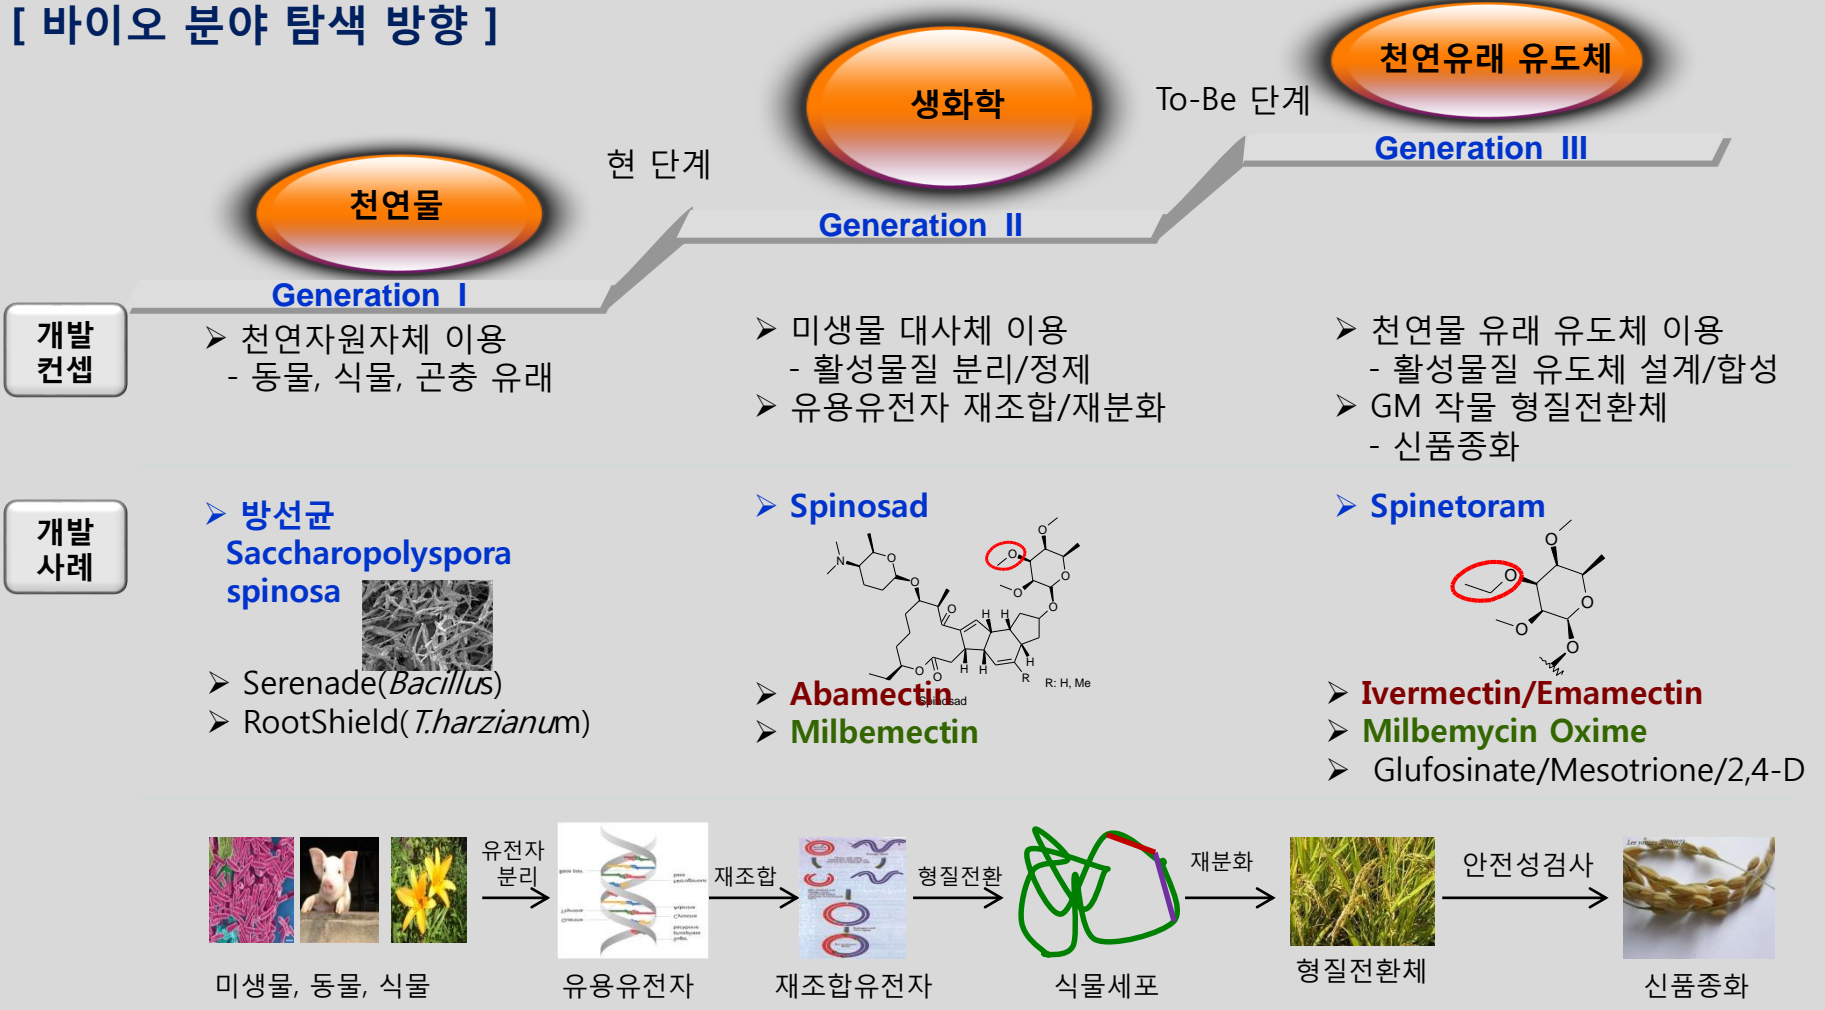 [ 바이오 분야 탐색 방향 ]
천연유래 유도체
생화학
To-Be 단계
Generation III
현 단계
천연물
Generation II
Generation I
개발
컨셉
➢ 천연자원자체 이용
- 동물, 식물, 곤충 유래
➢ 미생물 대사체 이용
- 활성물질 분리/정제
➢ 유용유전자 재조합/재분화
➢ 천연물 유래 유도체 이용
- 활성물질 유도체 설계/합성
➢ GM 작물 형질전환체
- 신품종화
개발
사례
➢ 방선균
Saccharopolyspora
spinosa
➢ Serenade(Bacillus)
➢ RootShield(T.harzianum)
➢ Spinosad
O
O
O
O
O
O
N
O
O
O
O
O
H H
H H
H
R
R: H, Me
Spinosad
➢ Abamectin
➢ Milbemectin
➢ Spinetoram
O
O
O
O
O
➢ Ivermectin/Emamectin
➢ Milbemycin Oxime
➢ Glufosinate/Mesotrione/2,4-D
유전자
분리
재조합
형질전환
재분화
안전성검사
미생물, 동물, 식물
유용유전자
재조합유전자
식물세포
형질전환체
신품종화